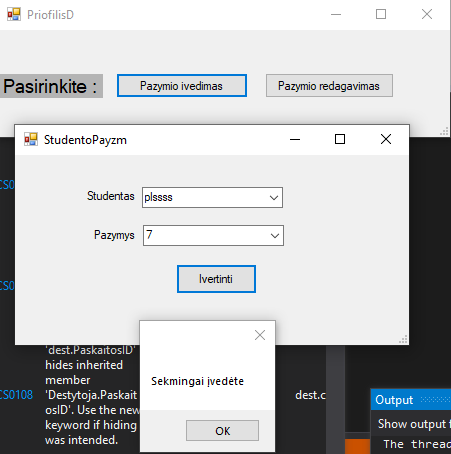 PriofilisD
Pasirinkite :
Pazymio ivedimas
Pazymio redagavimas
StudentoPayzm
Studentas
plssss
Pazymys
7
Ivertinti
Sekmingai įvedėte
OK
'dest.PaskaitosID'
hides inherited
member
CS0108
'Destytoja.Paskait
osID'. Use the new
keyword if hiding
was intended.
dest.c
Output
Show output f
The thread